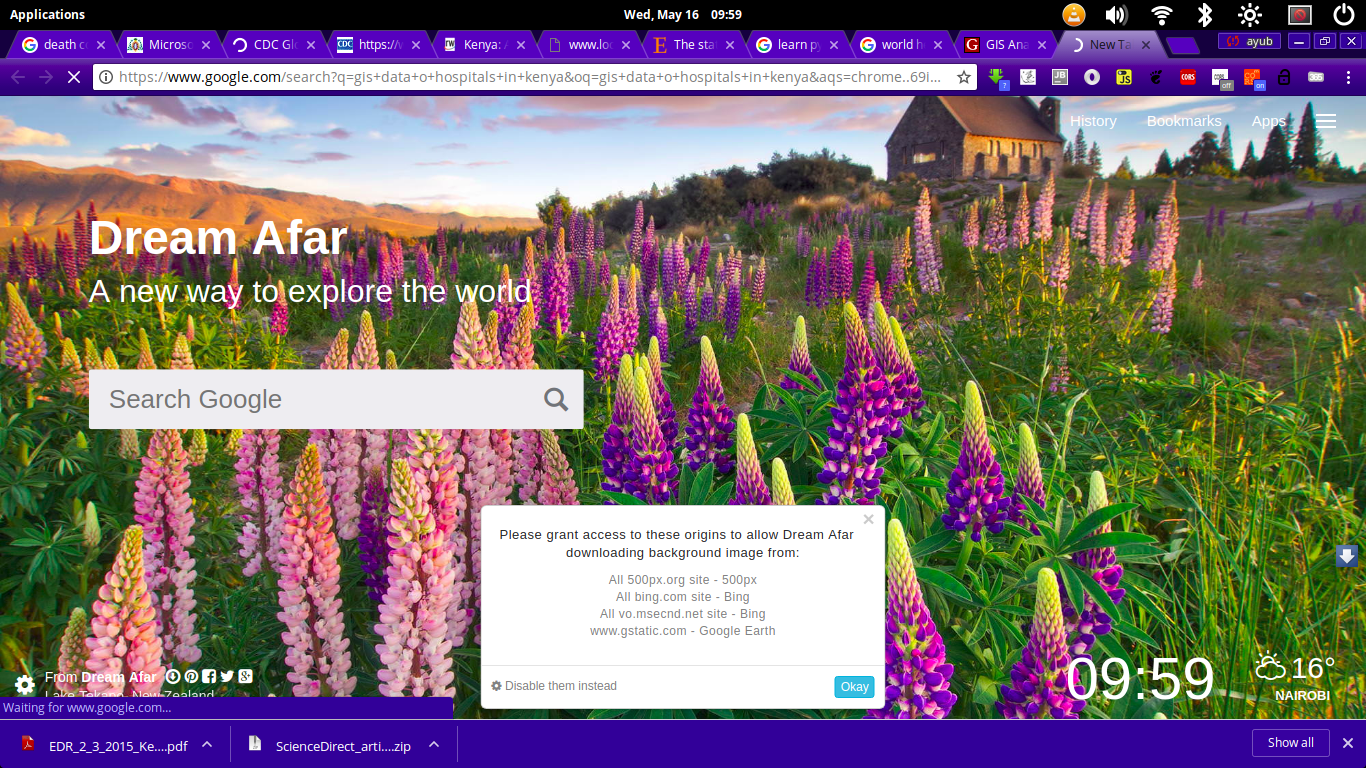 Applications
Wed, May 16 09:59
death c
Micros
CDC Gl
https://
Kenya:
www.lo
The sta
learn p
world h
GIS Ana
New Ta
ayub
https://www.google.com/search?q=gis+data+o+hospitals+in+kenya&oq=gis+data+o+hospitals+in+kenya&aqs=chrome..69i...
History
Bookmarks
Apps
Dream Afar
A new way to explore the world
Search Google
Please grant access to these origins to allow Dream Afar
downloading background image from:
All 500px.org site - 500px
All bing.com site - Bing
All vo.msecnd.net site - Bing
www.gstatic.com - Google Earth
Disable them instead
Okay
From Dream Afar
Lake Tekapo, New Zealand
09:59
16°
NAIROBI
Waiting for www.google.com...
EDR_2_3_2015_Ke....pdf
ScienceDirect_arti....zip
Show all